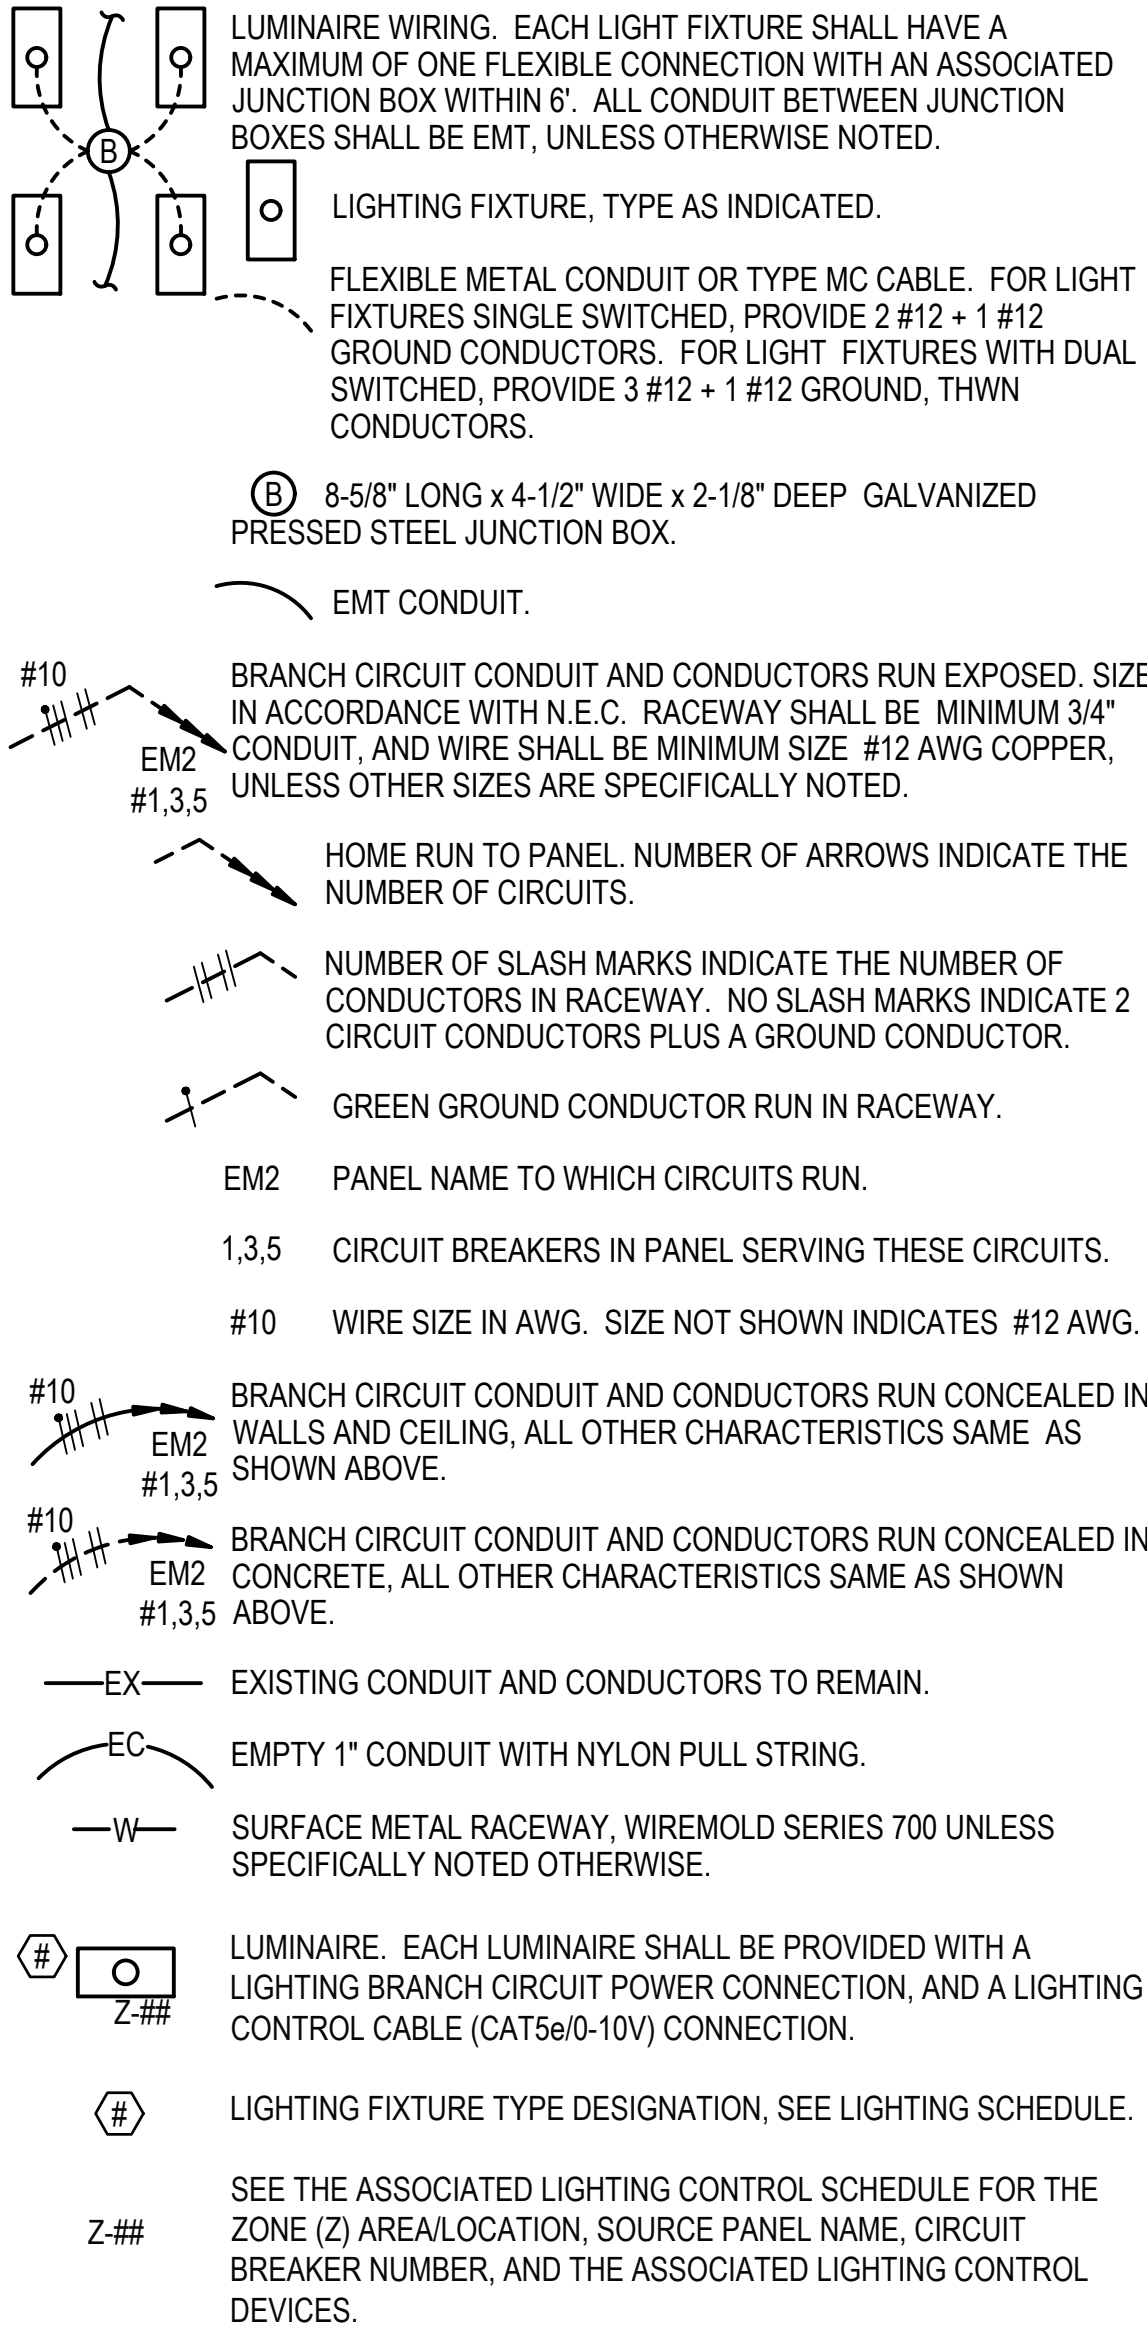 LUMINAIRE WIRING. EACH LIGHT FIXTURE SHALL HAVE A
MAXIMUM OF ONE FLEXIBLE CONNECTION WITH AN ASSOCIATED
JUNCTION BOX WITHIN 6'. ALL CONDUIT BETWEEN JUNCTION
BOXES SHALL BE EMT, UNLESS OTHERWISE NOTED.
B
LIGHTING FIXTURE, TYPE AS INDICATED.
FLEXIBLE METAL CONDUIT OR TYPE MC CABLE. FOR LIGHT
FIXTURES SINGLE SWITCHED, PROVIDE 2 #12 + 1 #12
GROUND CONDUCTORS. FOR LIGHT FIXTURES WITH DUAL
SWITCHED, PROVIDE 3 #12 + 1 #12 GROUND, THWN
CONDUCTORS.
B 8-5/8" LONG x 4-1/2" WIDE x 2-1/8" DEEP GALVANIZED
PRESSED STEEL JUNCTION BOX.
EMT CONDUIT.
#10
EM2
#1,3,5
BRANCH CIRCUIT CONDUIT AND CONDUCTORS RUN EXPOSED. SIZE
IN ACCORDANCE WITH N.E.C. RACEWAY SHALL BE MINIMUM 3/4"
CONDUIT, AND WIRE SHALL BE MINIMUM SIZE #12 AWG COPPER,
UNLESS OTHER SIZES ARE SPECIFICALLY NOTED.
HOME RUN TO PANEL. NUMBER OF ARROWS INDICATE THE
NUMBER OF CIRCUITS.
NUMBER OF SLASH MARKS INDICATE THE NUMBER OF
CONDUCTORS IN RACEWAY. NO SLASH MARKS INDICATE 2
CIRCUIT CONDUCTORS PLUS A GROUND CONDUCTOR.
GREEN GROUND CONDUCTOR RUN IN RACEWAY.
EM2 PANEL NAME TO WHICH CIRCUITS RUN.
1,3,5 CIRCUIT BREAKERS IN PANEL SERVING THESE CIRCUITS.
#10 WIRE SIZE IN AWG. SIZE NOT SHOWN INDICATES #12 AWG.
#10
EM2
#1,3,5
BRANCH CIRCUIT CONDUIT AND CONDUCTORS RUN CONCEALED IN
WALLS AND CEILING, ALL OTHER CHARACTERISTICS SAME AS
SHOWN ABOVE.
#10
EM2
#1,3,5
BRANCH CIRCUIT CONDUIT AND CONDUCTORS RUN CONCEALED IN
CONCRETE, ALL OTHER CHARACTERISTICS SAME AS SHOWN
ABOVE.
EX EXISTING CONDUIT AND CONDUCTORS TO REMAIN.
EC EMPTY 1" CONDUIT WITH NYLON PULL STRING.
W SURFACE METAL RACEWAY, WIREMOLD SERIES 700 UNLESS
SPECIFICALLY NOTED OTHERWISE.
#
Z-##
LUMINAIRE. EACH LUMINAIRE SHALL BE PROVIDED WITH A
LIGHTING BRANCH CIRCUIT POWER CONNECTION, AND A LIGHTING
CONTROL CABLE (CAT5e/0-10V) CONNECTION.
# LIGHTING FIXTURE TYPE DESIGNATION, SEE LIGHTING SCHEDULE.
Z-##
SEE THE ASSOCIATED LIGHTING CONTROL SCHEDULE FOR THE
ZONE (Z) AREA/LOCATION, SOURCE PANEL NAME, CIRCUIT
BREAKER NUMBER, AND THE ASSOCIATED LIGHTING CONTROL
DEVICES.